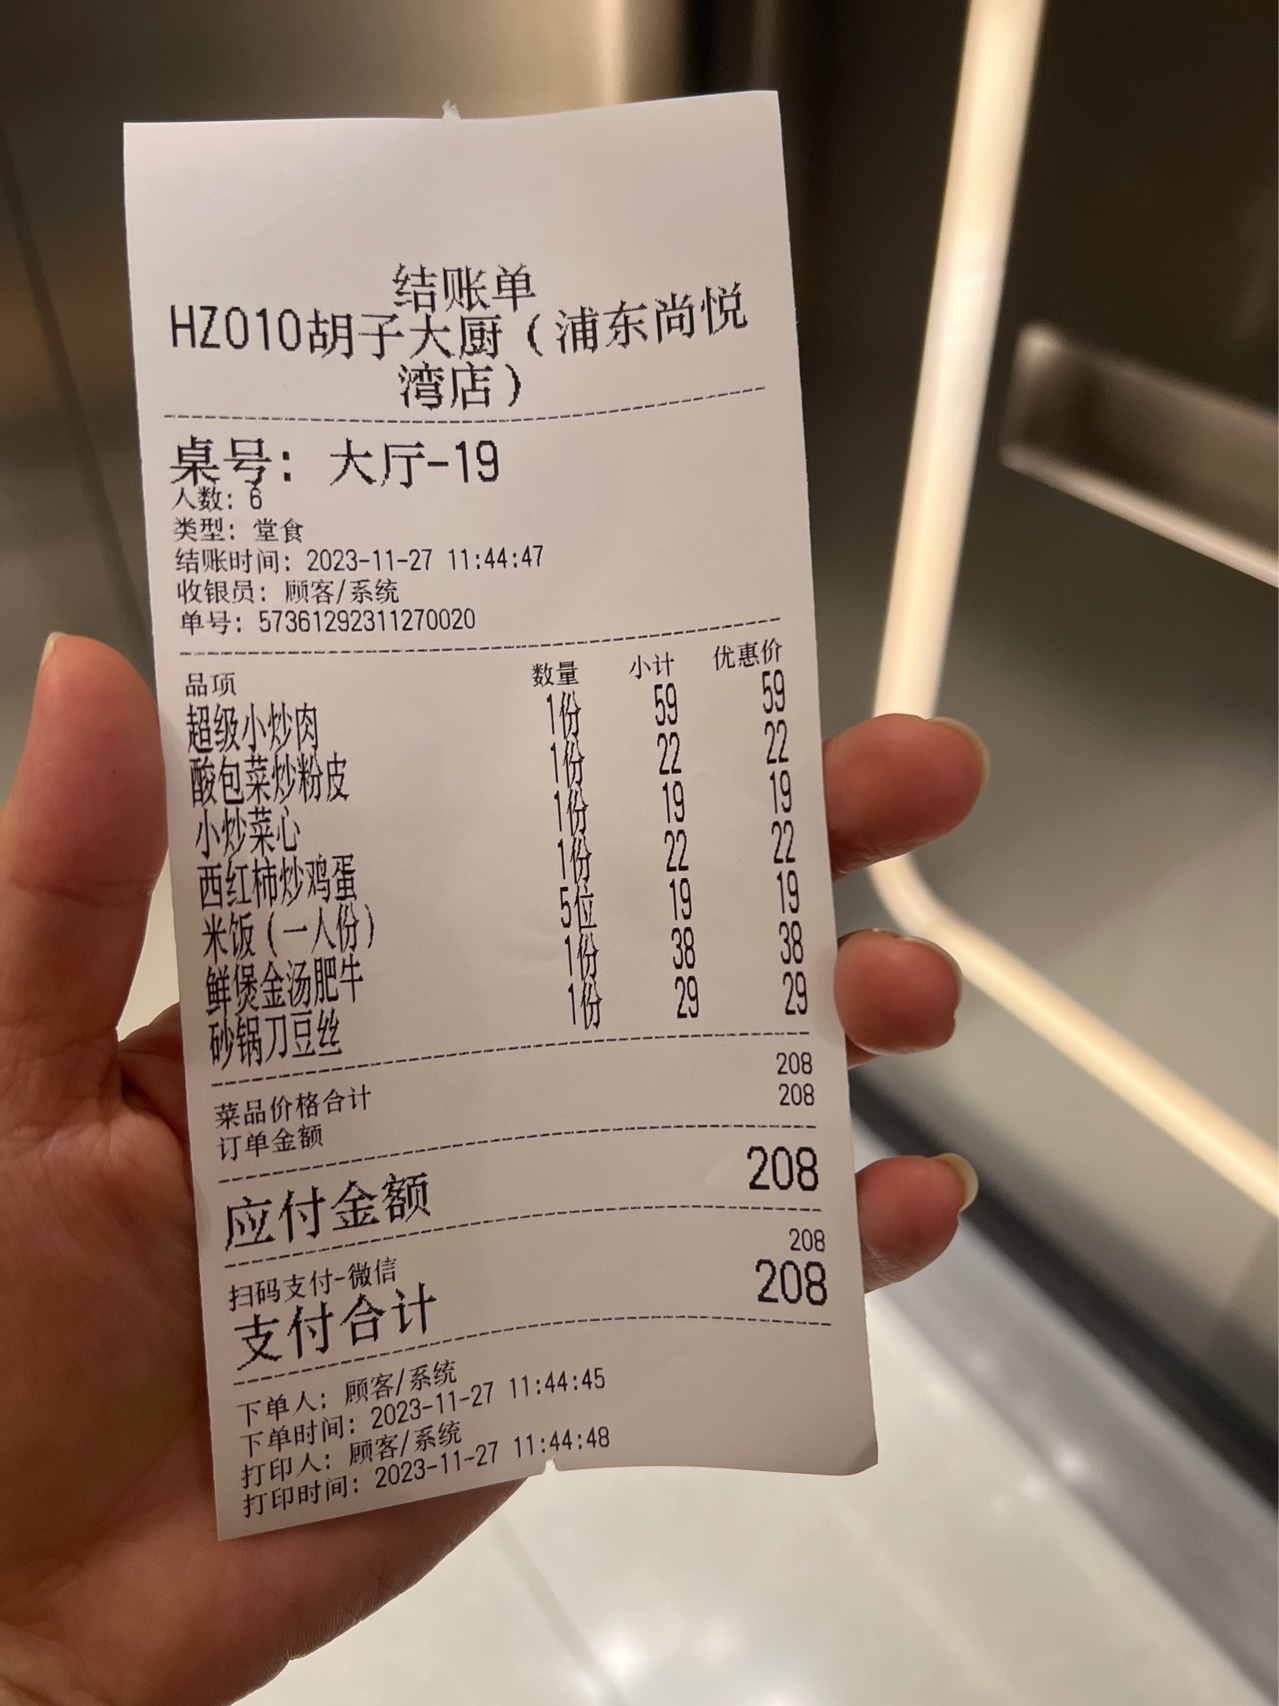 结账单
HZ010胡子大厨（浦东尚悦
湾店）
桌号: 大厅-19
人数: 6
类型: 堂食
结账时间: 2023-11-27 11:44:47
收银员: 顾客/系统
单号: 57361292311270020
品项 数量 小计 优惠价
超级小炒肉 1份 59 59
酸包菜炒粉皮 1份 22 22
小炒菜心 1份 19 19
西红柿炒鸡蛋 1份 22 22
米饭（一人份） 5位 19 19
鲜煲金汤肥牛 1份 38 38
砂锅刀豆丝 1份 29 29
菜品价格合计 208
订单金额 208
应付金额 208
扫码支付-微信 208
支付合计 208
下单人: 顾客/系统
下单时间: 2023-11-27 11:44:45
打印人: 顾客/系统
打印时间: 2023-11-27 11:44:48